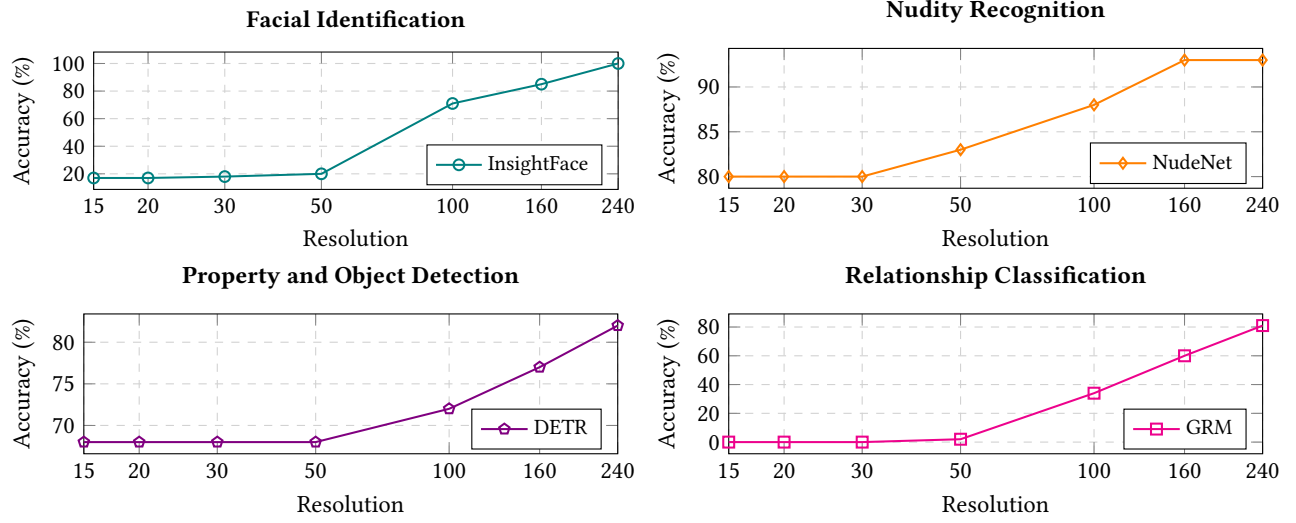 Facial Identification
Accuracy (%)
100
80
60
40
20
InsightFace
15 20 30 50 100 160 240
Resolution
Nudity Recognition
Accuracy (%)
90
85
80
NudeNet
15 20 30 50 100 160 240
Resolution
Property and Object Detection
Accuracy (%)
80
75
70
DETR
15 20 30 50 100 160 240
Resolution
Relationship Classification
Accuracy (%)
80
60
40
20
0
GRM
15 20 30 50 100 160 240
Resolution